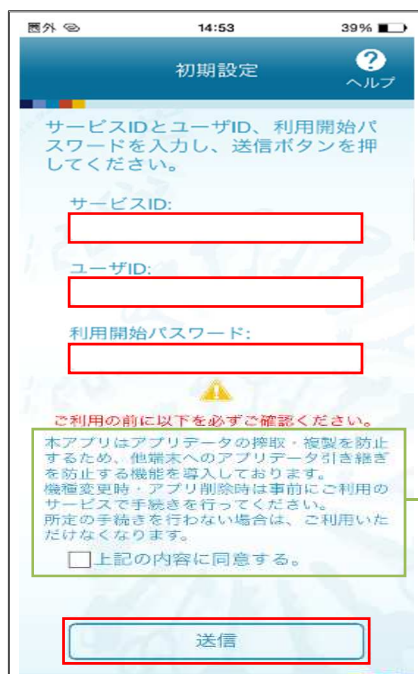 圏外 14:53 39%
初期設定
?
ヘルプ
サービスIDとユーザID、利用開始パ
スワードを入力し、送信ボタンを押
してください。
サービスID:
ユーザID:
利用開始パスワード:
ご利用の前に以下を必ずご確認ください。
本アプリはアプリデータの搾取・複製を防止
するため、他端末へのアプリデータ引き継ぎ
を防止する機能を導入しております。
機種変更時・アプリ削除時は事前にご利用の
サービスで手続きを行ってください。
所定の手続きを行わない場合は、ご利用いた
だけなくなります。
上記の内容に同意する。
送信